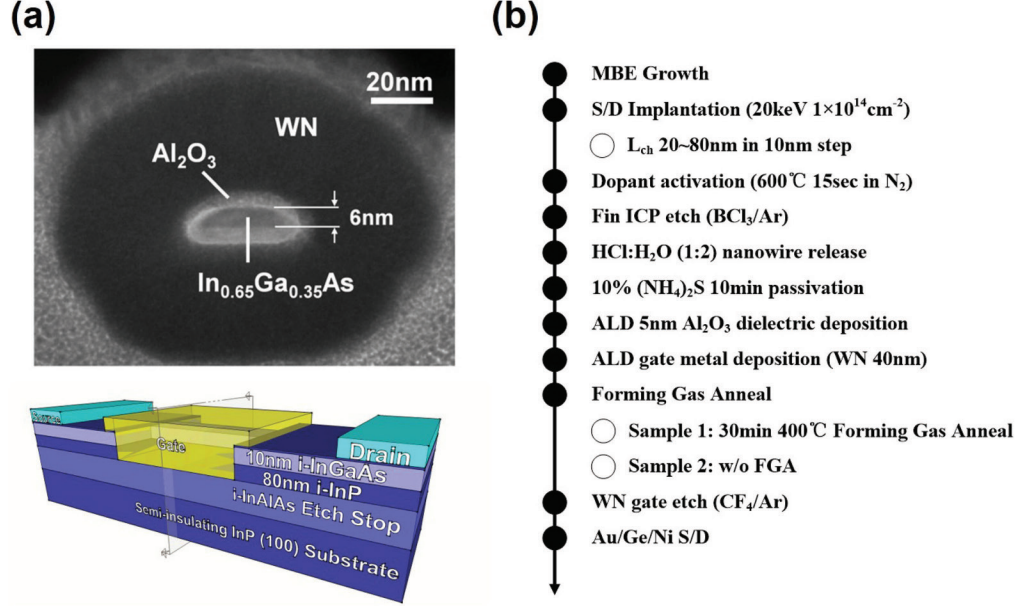 (a)
20nm
WN
Al₂O₃
6nm
In₀.₆₅Ga₀.₃₅As
Gate
Drain
10nm i-InGaAs
80nm i-InP
i-InAlAs Etch Stop
Semi-insulating InP (100) Substrate
(b)
MBE Growth
S/D Implantation (20keV 1×10¹⁴cm⁻²)
L_ch 20~80nm in 10nm step
Dopant activation (600℃ 15sec in N₂)
Fin ICP etch (BCl₃/Ar)
HCl:H₂O (1:2) nanowire release
10% (NH₄)₂S 10min passivation
ALD 5nm Al₂O₃ dielectric deposition
ALD gate metal deposition (WN 40nm)
Forming Gas Anneal
Sample 1: 30min 400℃ Forming Gas Anneal
Sample 2: w/o FGA
WN gate etch (CF₄/Ar)
Au/Ge/Ni S/D